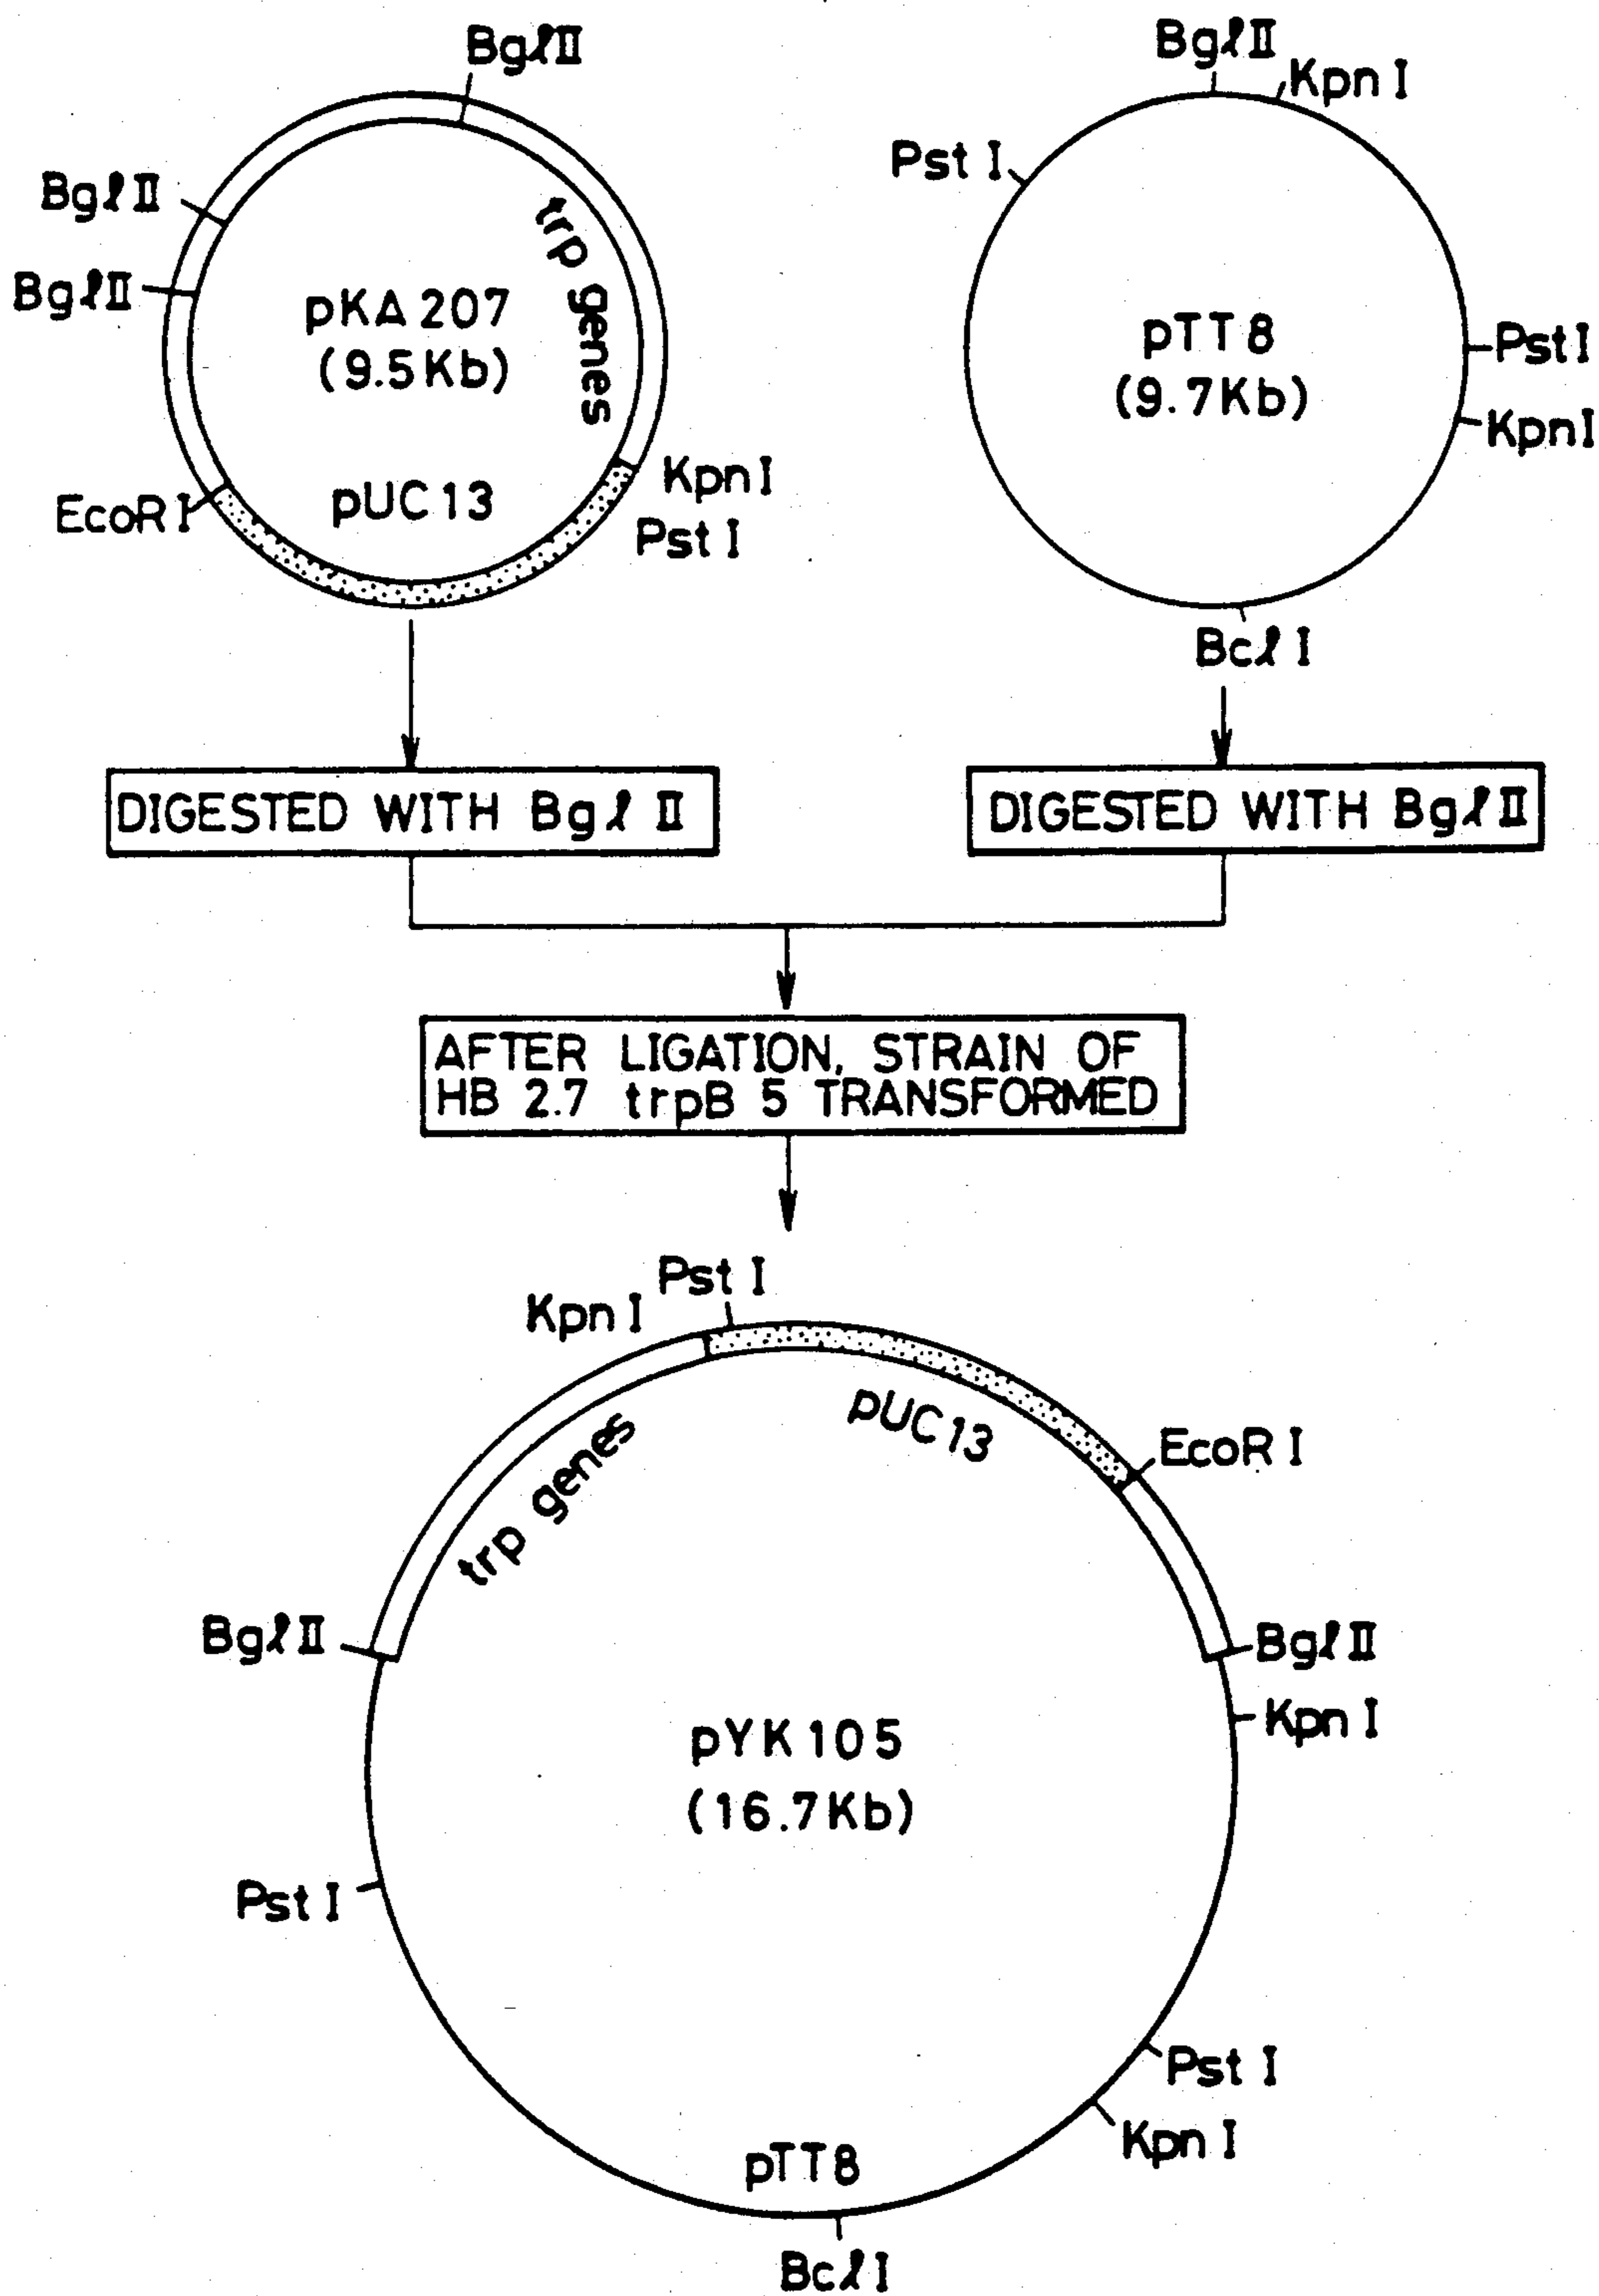 BglII
BglII
BglII
trp genes
pKA 207
(9.5Kb)
pUC13
EcoRI
KpnI
PstI
BglII
KpnI
PstI
pTT8
(9.7Kb)
PstI
KpnI
BclI
DIGESTED WITH Bgl II
DIGESTED WITH BglII
AFTER LIGATION, STRAIN OF
HB 2.7 trpB 5 TRANSFORMED
PstI
KpnI
pUC13
EcoRI
trp genes
BglII
BglII
KpnI
pYK105
(16.7Kb)
PstI
PstI
KpnI
pTT8
BclI